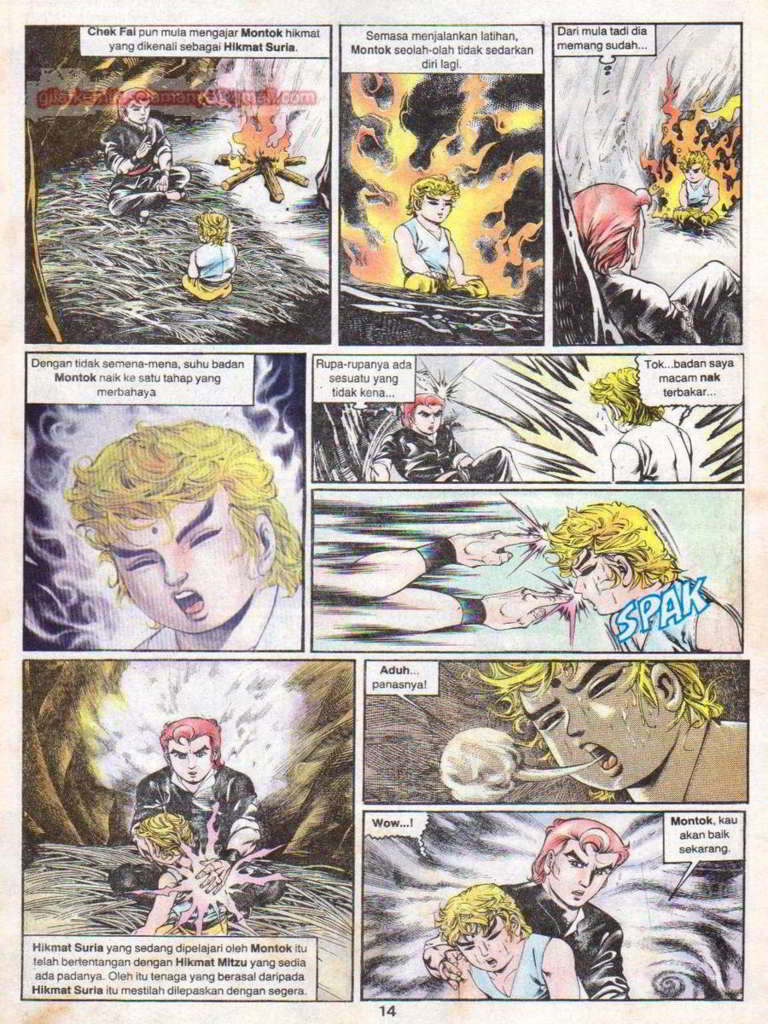 Chek Fai pun mula mengajar Montok hikmat
yang dikenali sebagai Hikmat Suria.
Semasa menjalankan latihan,
Montok seolah-olah tidak sedarkan
diri lagi.
Dari mula tadi dia
memang sudah...
Dengan tidak semena-mena, suhu badan
Montok naik ke satu tahap yang
merbahaya
Rupa-rupanya ada
sesuatu yang
tidak kena...
Tok...badan saya
macam nak
terbakar...
SPAK
Aduh...
panasnya!
Hikmat Suria yang sedang dipelajari oleh Montok itu
telah bertentangan dengan Hikmat Mitzu yang sedia
ada padanya. Oleh itu tenaga yang berasal daripada
Hikmat Suria itu mestilah dilepaskan dengan segera.
Wow...!
Montok, kau
akan baik
sekarang.
14